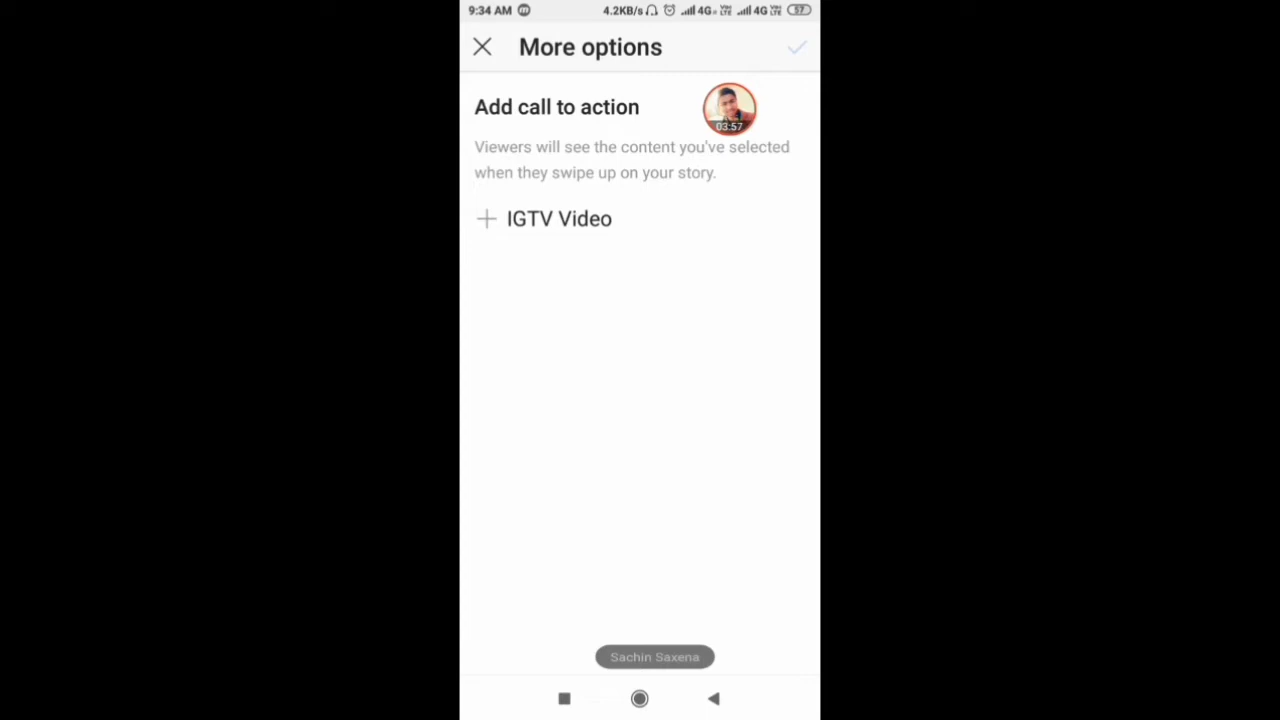 9:34 AM
4.2KB/s 4G 4G 57
More options
Add call to action
03:57
Viewers will see the content you've selected
when they swipe up on your story.
IGTV Video
Sachin Saxena